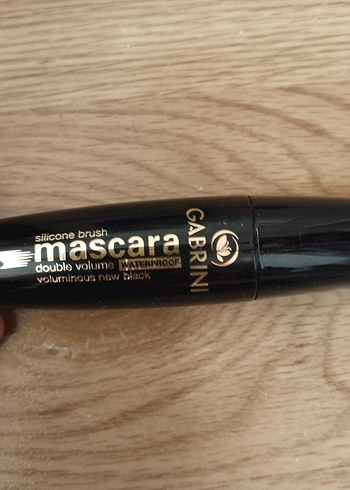 silicone brush
mascara
double volume WATERPROOF
voluminous new black
GABRINI